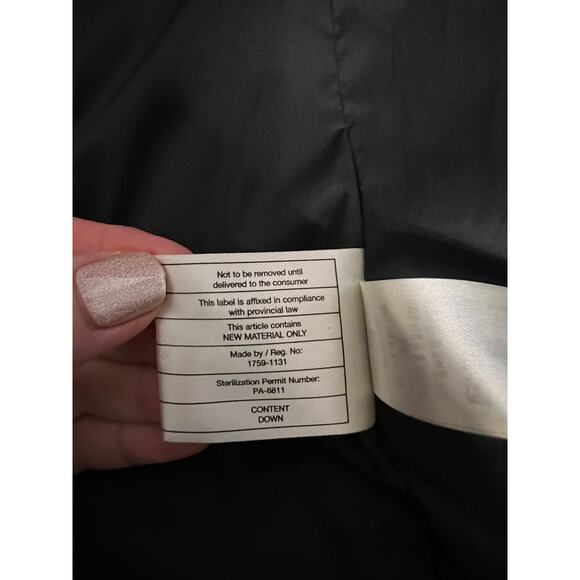 Not to be removed until
delivered to the consumer
This label is affixed in compliance
with provincial law
This article contains
NEW MATERIAL ONLY
Made by / Reg. No:
1759-1131
Sterilization Permit Number:
PA-8811
CONTENT
DOWN